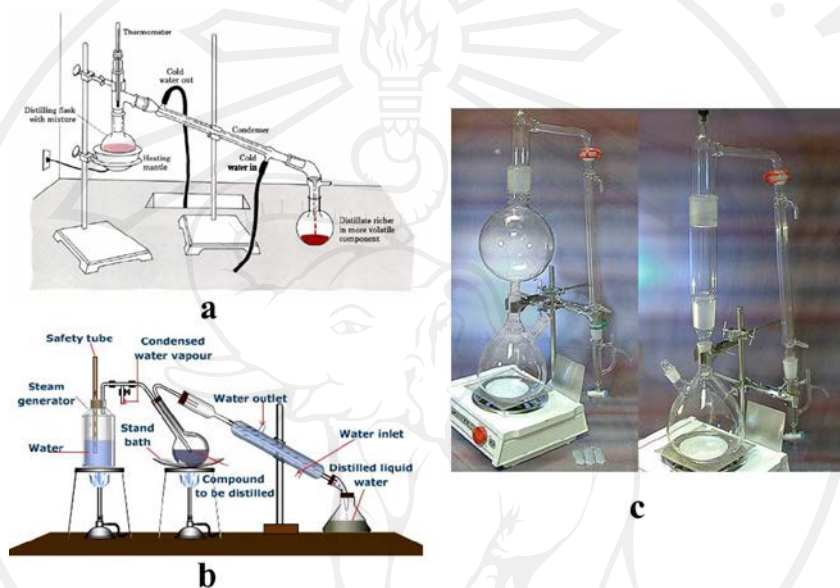 Thermometer
Cold
water out
Distilling flask
with mixture
Condenser
Heating
mantle
Cold
water in
Distillate richer
in more volatile
component
a
Safety tube
Condensed
water vapour
Steam
generator
Water outlet
Water
Stand
bath
Water inlet
Compound
to be distilled
Distilled liquid
water
b
c